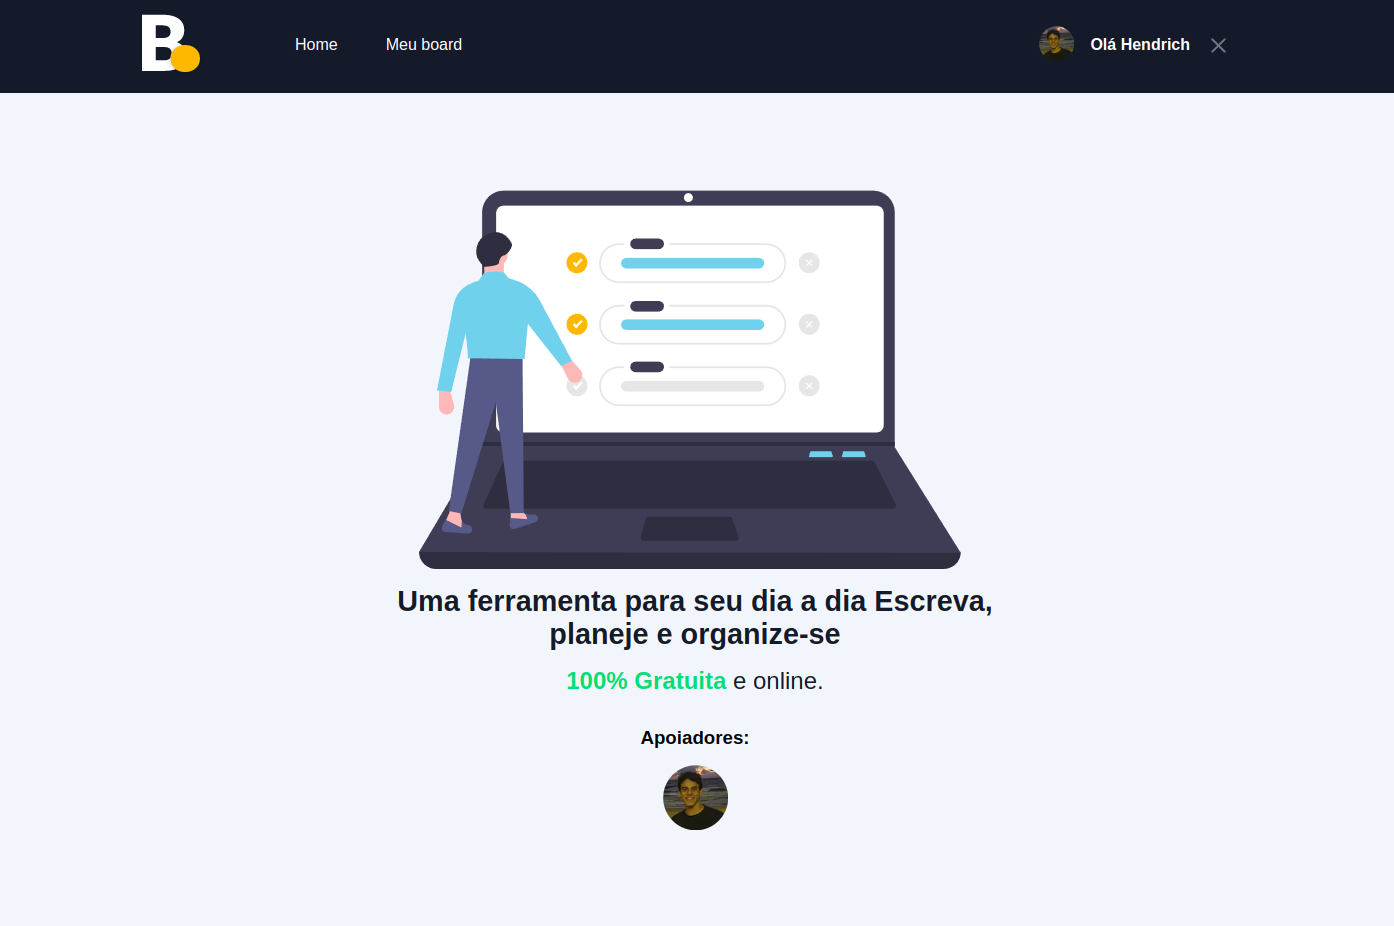 B
Home
Meu board
Olá Hendrich
Uma ferramenta para seu dia a dia Escreva,
planeje e organize-se
100% Gratuita e online.
Apoiadores: